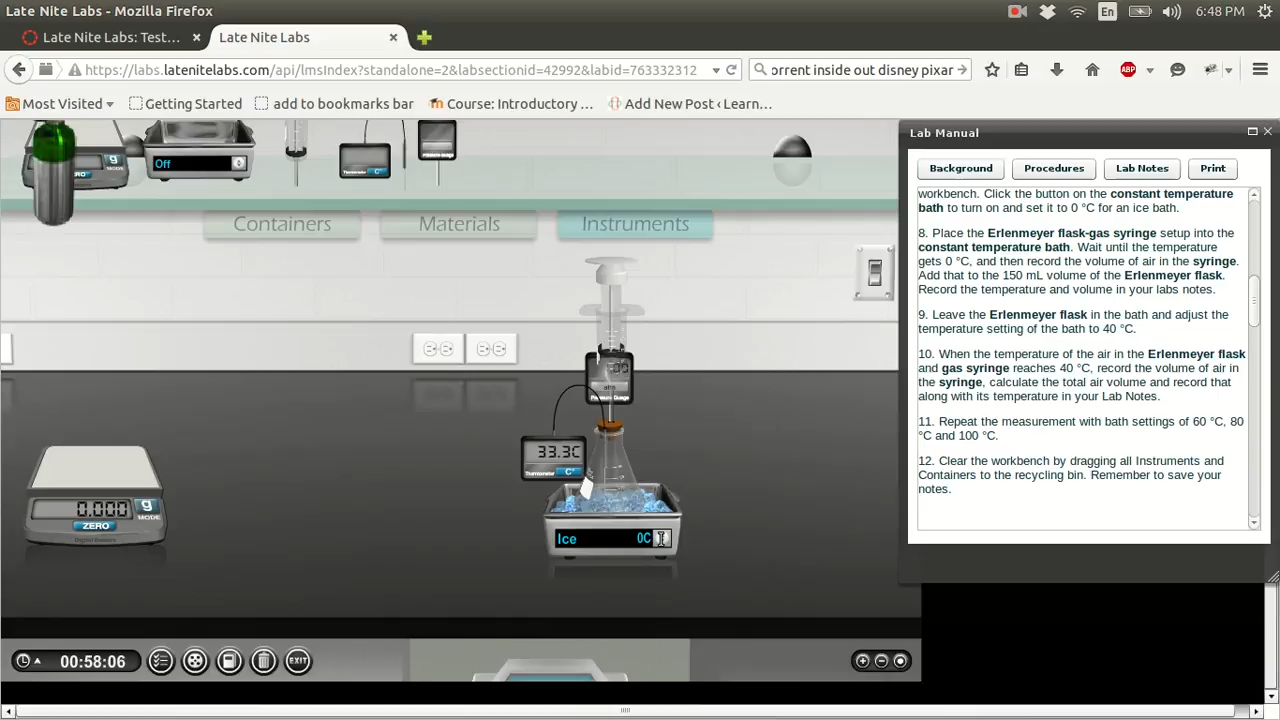 Late Nite Labs - Mozilla Firefox
En
6:48 PM
Late Nite Labs: Test…
Late Nite Labs
https://labs.latenitelabs.com/api/lmsIndex?standalone=2&labsectionid=42992&labid=763332312
orrent inside out disney pixar
ABP
Most Visited
Getting Started
add to bookmarks bar
Course: Introductory …
Add New Post ‹ Learn…
g
MODE
Off
C°
Containers
Materials
Instruments
Lab Manual
Background
Procedures
Lab Notes
Print
workbench. Click the button on the constant temperature
bath to turn on and set it to 0 °C for an ice bath.
8. Place the Erlenmeyer flask-gas syringe setup into the
constant temperature bath. Wait until the temperature
gets 0 °C, and then record the volume of air in the syringe.
Add that to the 150 mL volume of the Erlenmeyer flask.
Record the temperature and volume in your labs notes.
9. Leave the Erlenmeyer flask in the bath and adjust the
temperature setting of the bath to 40 °C.
10. When the temperature of the air in the Erlenmeyer flask
and gas syringe reaches 40 °C, record the volume of air in
the syringe, calculate the total air volume and record that
along with its temperature in your Lab Notes.
11. Repeat the measurement with bath settings of 60 °C, 80
°C and 100 °C.
12. Clear the workbench by dragging all Instruments and
Containers to the recycling bin. Remember to save your
notes.
atm
Pressure Guage
33.3C
Thermometer
C°
0.000
g
MODE
ZERO
Digital Balance
Ice
0C
00:58:06
EXIT